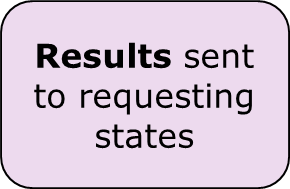 Results sent
to requesting
states